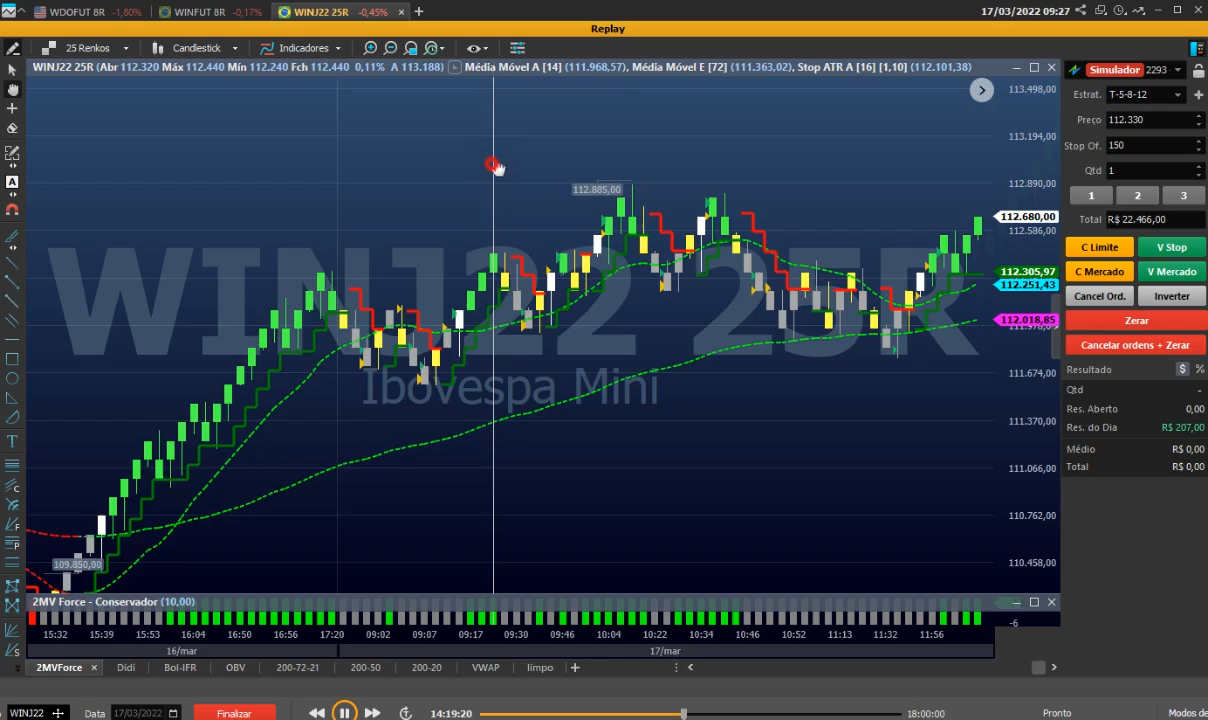 WDOFUT 8R -1,80% WINFUT 8R -0,17% WINJ22 25R -0,45% × + 17/03/2022 09:27
Replay
25 Renkos Candlestick Indicadores
WINJ22 25R (Abr 112.320 Máx 112.440 Mín 112.240 Fch 112.440 0,11% A 113.188) Média Móvel A [14] (111.968,57), Média Móvel E [72] (111.363,02), Stop ATR A [16] [1,10] (112.101,38)
WINJ22 25R
Ibovespa Mini
113.498,00
113.194,00
112.890,00
112.885,00
112.680,00
112.586,00
112.305,97
112.251,43
112.018,85
111.978,00
111.674,00
111.370,00
111.066,00
110.762,00
110.458,00
109.850,00
Simulador 2293
Estrat. T-5-8-12
Preço 112.330
Stop Of. 150
Qtd 1
1 2 3
Total R$ 22.466,00
C Limite V Stop
C Mercado V Mercado
Cancel Ord. Inverter
Zerar
Cancelar ordens + Zerar
Resultado $ %
Qtd -
Res. Aberto 0,00
Res. do Dia R$ 207,00
Médio R$ 0,00
Total R$ 0,00
2MV Force - Conservador (10,00)
-6
15:32 15:39 15:53 16:04 16:50 16:56 17:20 09:02 09:07 09:17 09:30 09:46 10:04 10:22 10:34 10:46 10:52 11:13 11:32 11:56
16/mar 17/mar
2MVForce × Didi Bol-IFR OBV 200-72-21 200-50 200-20 VWAP limpo +
WINJ22 Data 17/03/2022 Finalizar 14:19:20 18:00:00 Pronto Modos de